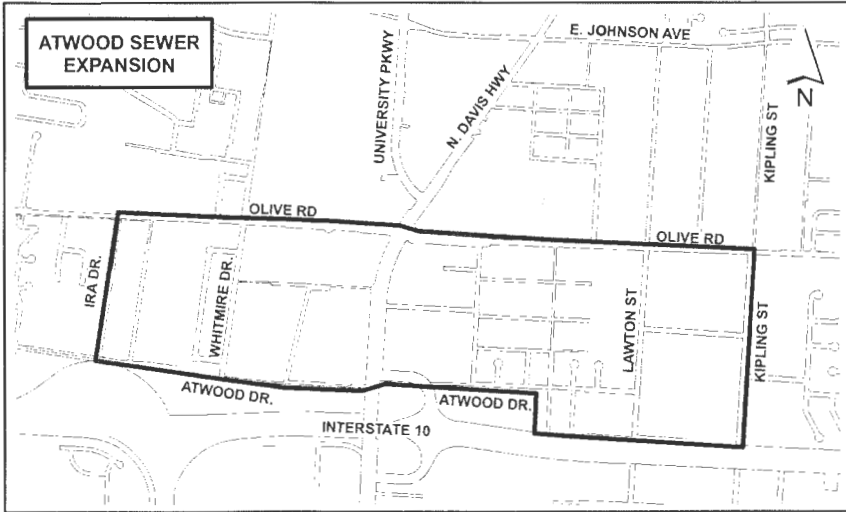 ATWOOD SEWER
EXPANSION
UNIVERSITY PKWY
N. DAVIS HWY
E. JOHNSON AVE
N
KIPLING ST
OLIVE RD
OLIVE RD
IRA DR.
WHITMIRE DR.
LAWTON ST
KIPLING ST
ATWOOD DR.
ATWOOD DR.
INTERSTATE 10